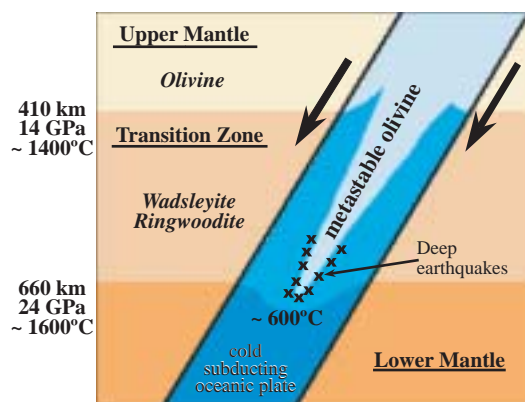 Upper Mantle
Olivine
410 km
14 GPa
~ 1400ºC
Transition Zone
metastable olivine
Wadsleyite
Ringwoodite
Deep
earthquakes
x x x x x x x x x x
660 km
24 GPa
~ 1600ºC
~ 600ºC
cold
subducting
oceanic plate
Lower Mantle